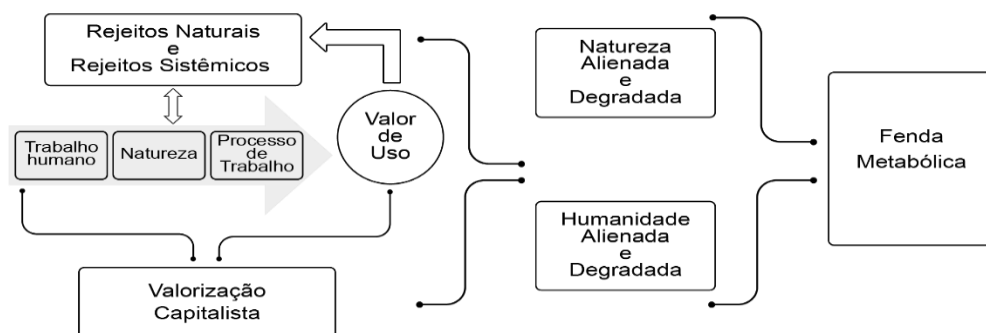 Rejeitos Naturais
e
Rejeitos Sistêmicos
Trabalho
humano
Natureza
Processo
de
Trabalho
Valor
de
Uso
Valorização
Capitalista
Natureza
Alienada
e
Degradada
Humanidade
Alienada
e
Degradada
Fenda
Metabólica